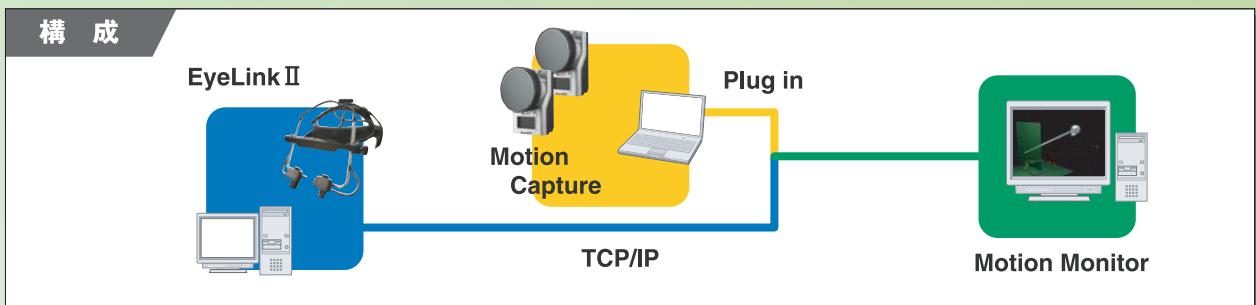 構 成
EyeLinkⅡ
Motion
Capture
Plug in
TCP/IP
Motion Monitor